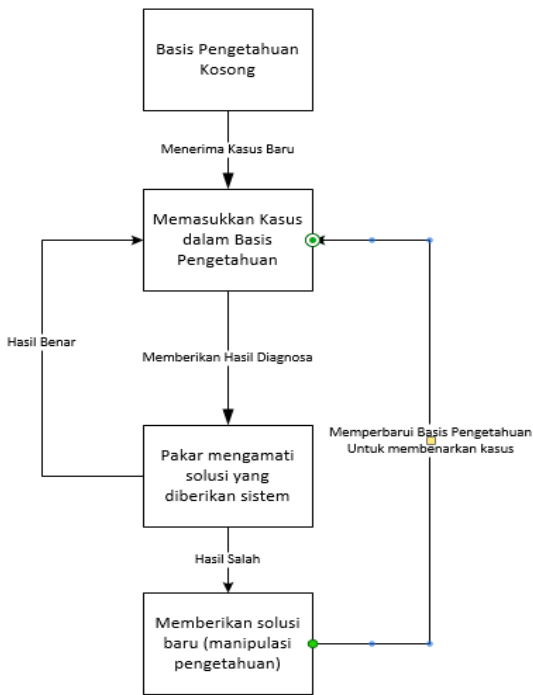 Basis Pengetahuan
Kosong
Menerima Kasus Baru
Memasukkan Kasus
dalam Basis
Pengetahuan
Hasil Benar
Memberikan Hasil Diagnosa
Memperbarui Basis Pengetahuan
Untuk membenarkan kasus
Pakar mengamati
solusi yang
diberikan sistem
Hasil Salah
Memberikan solusi
baru (manipulasi
pengetahuan)